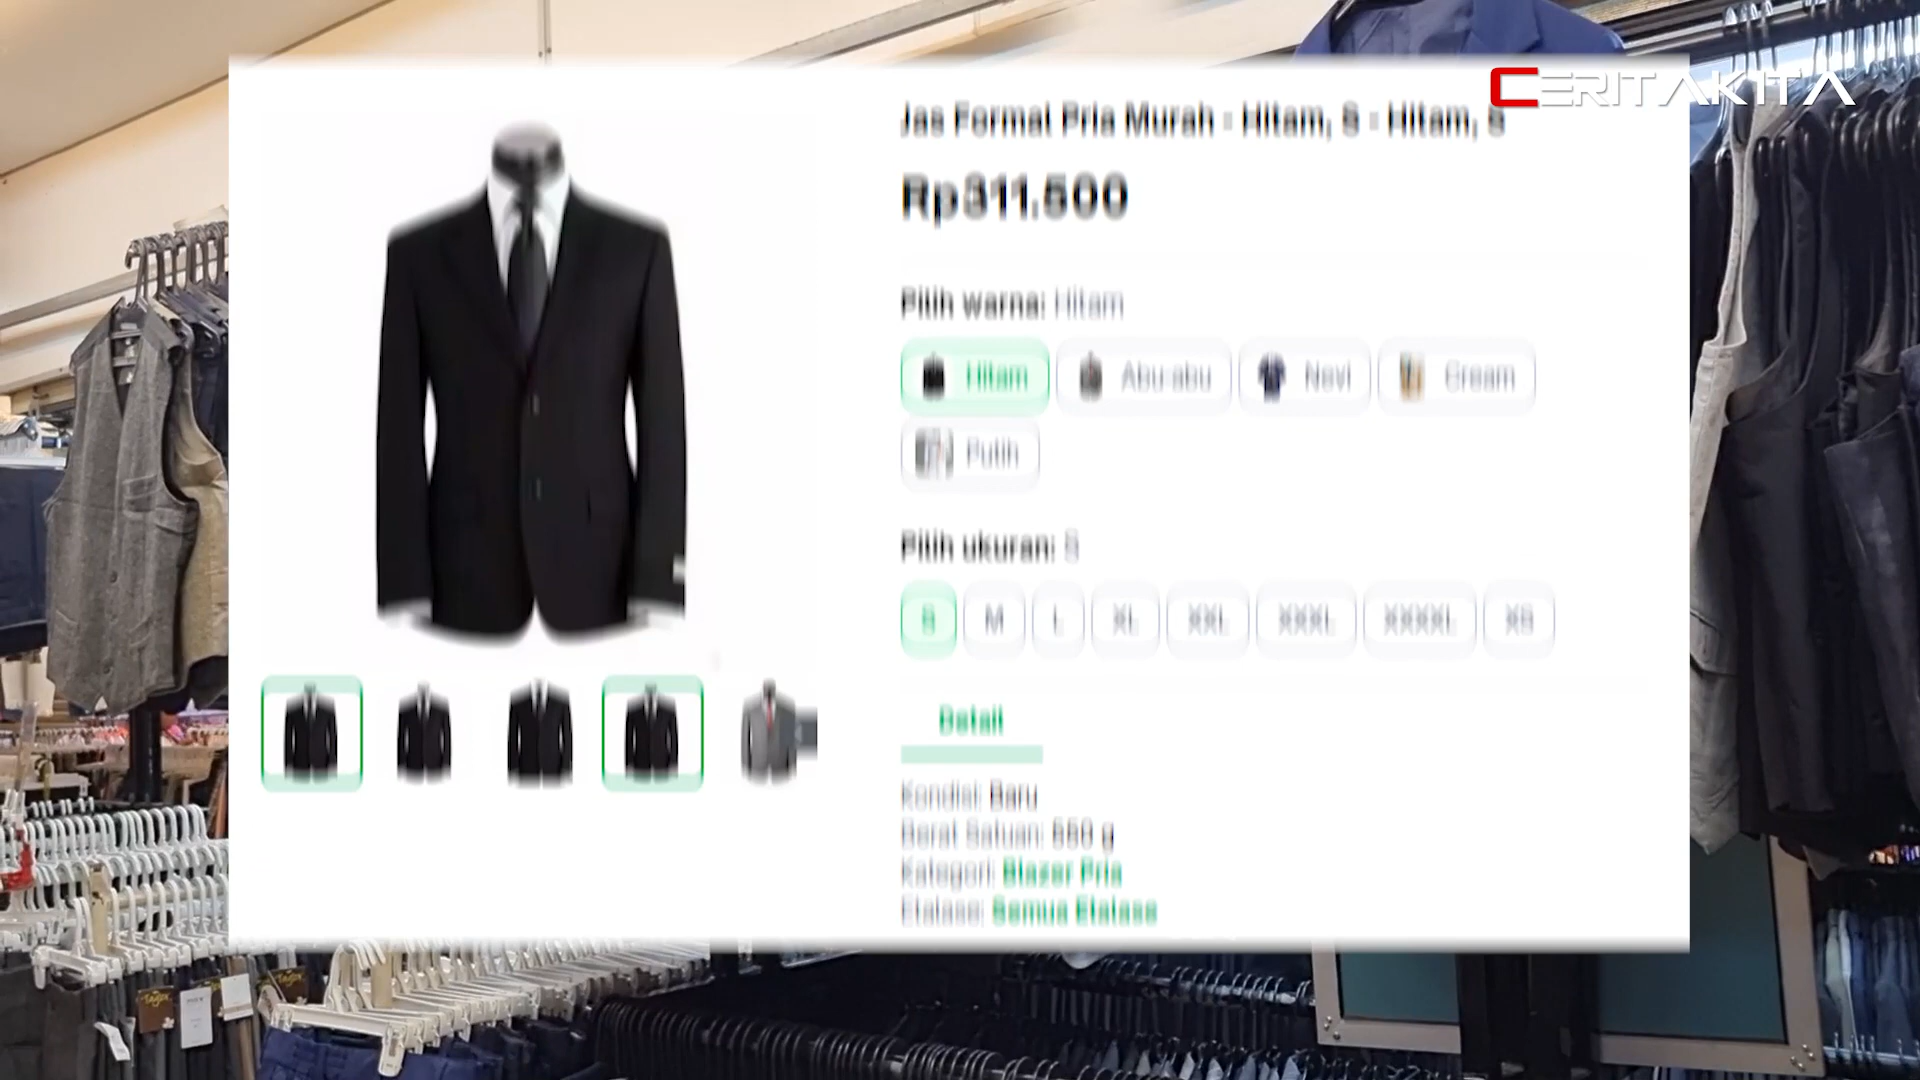 CERITAKITA
Jas Formal Pria Murah - Hitam, S - Hitam, S
Rp311.500
Pilih warna: Hitam
Hitam
Abu-abu
Navi
Cream
Putih
Pilih ukuran: S
S
M
L
XL
XXL
XXXL
XXXXL
XS
Detail
Kondisi: Baru
Berat Satuan: g
Kategori: Blazer Pria
Etalase: Semua Etalase